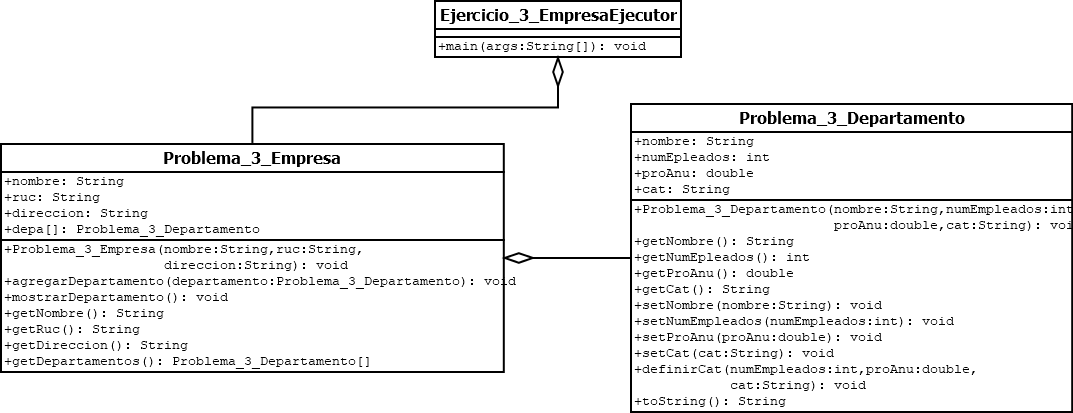 Ejercicio_3_EmpresaEjecutor
+main(args:String[]): void
Problema_3_Empresa
+nombre: String
+ruc: String
+direccion: String
+depa[]: Problema_3_Departamento
+Problema_3_Empresa(nombre:String,ruc:String,
direccion:String): void
+agregarDepartamento(departamento:Problema_3_Departamento): void
+mostrarDepartamento(): void
+getNombre(): String
+getRuc(): String
+getDireccion(): String
+getDepartamentos(): Problema_3_Departamento[]
Problema_3_Departamento
+nombre: String
+numEpleados: int
+proAnu: double
+cat: String
+Problema_3_Departamento(nombre:String,numEmpleados:int
proAnu:double,cat:String): voi
+getNombre(): String
+getNumEpleados(): int
+getProAnu(): double
+getCat(): String
+setNombre(nombre:String): void
+setNumEmpleados(numEmpleados:int): void
+setProAnu(proAnu:double): void
+setCat(cat:String): void
+definirCat(numEmpleados:int,proAnu:double,
cat:String): void
+toString(): String